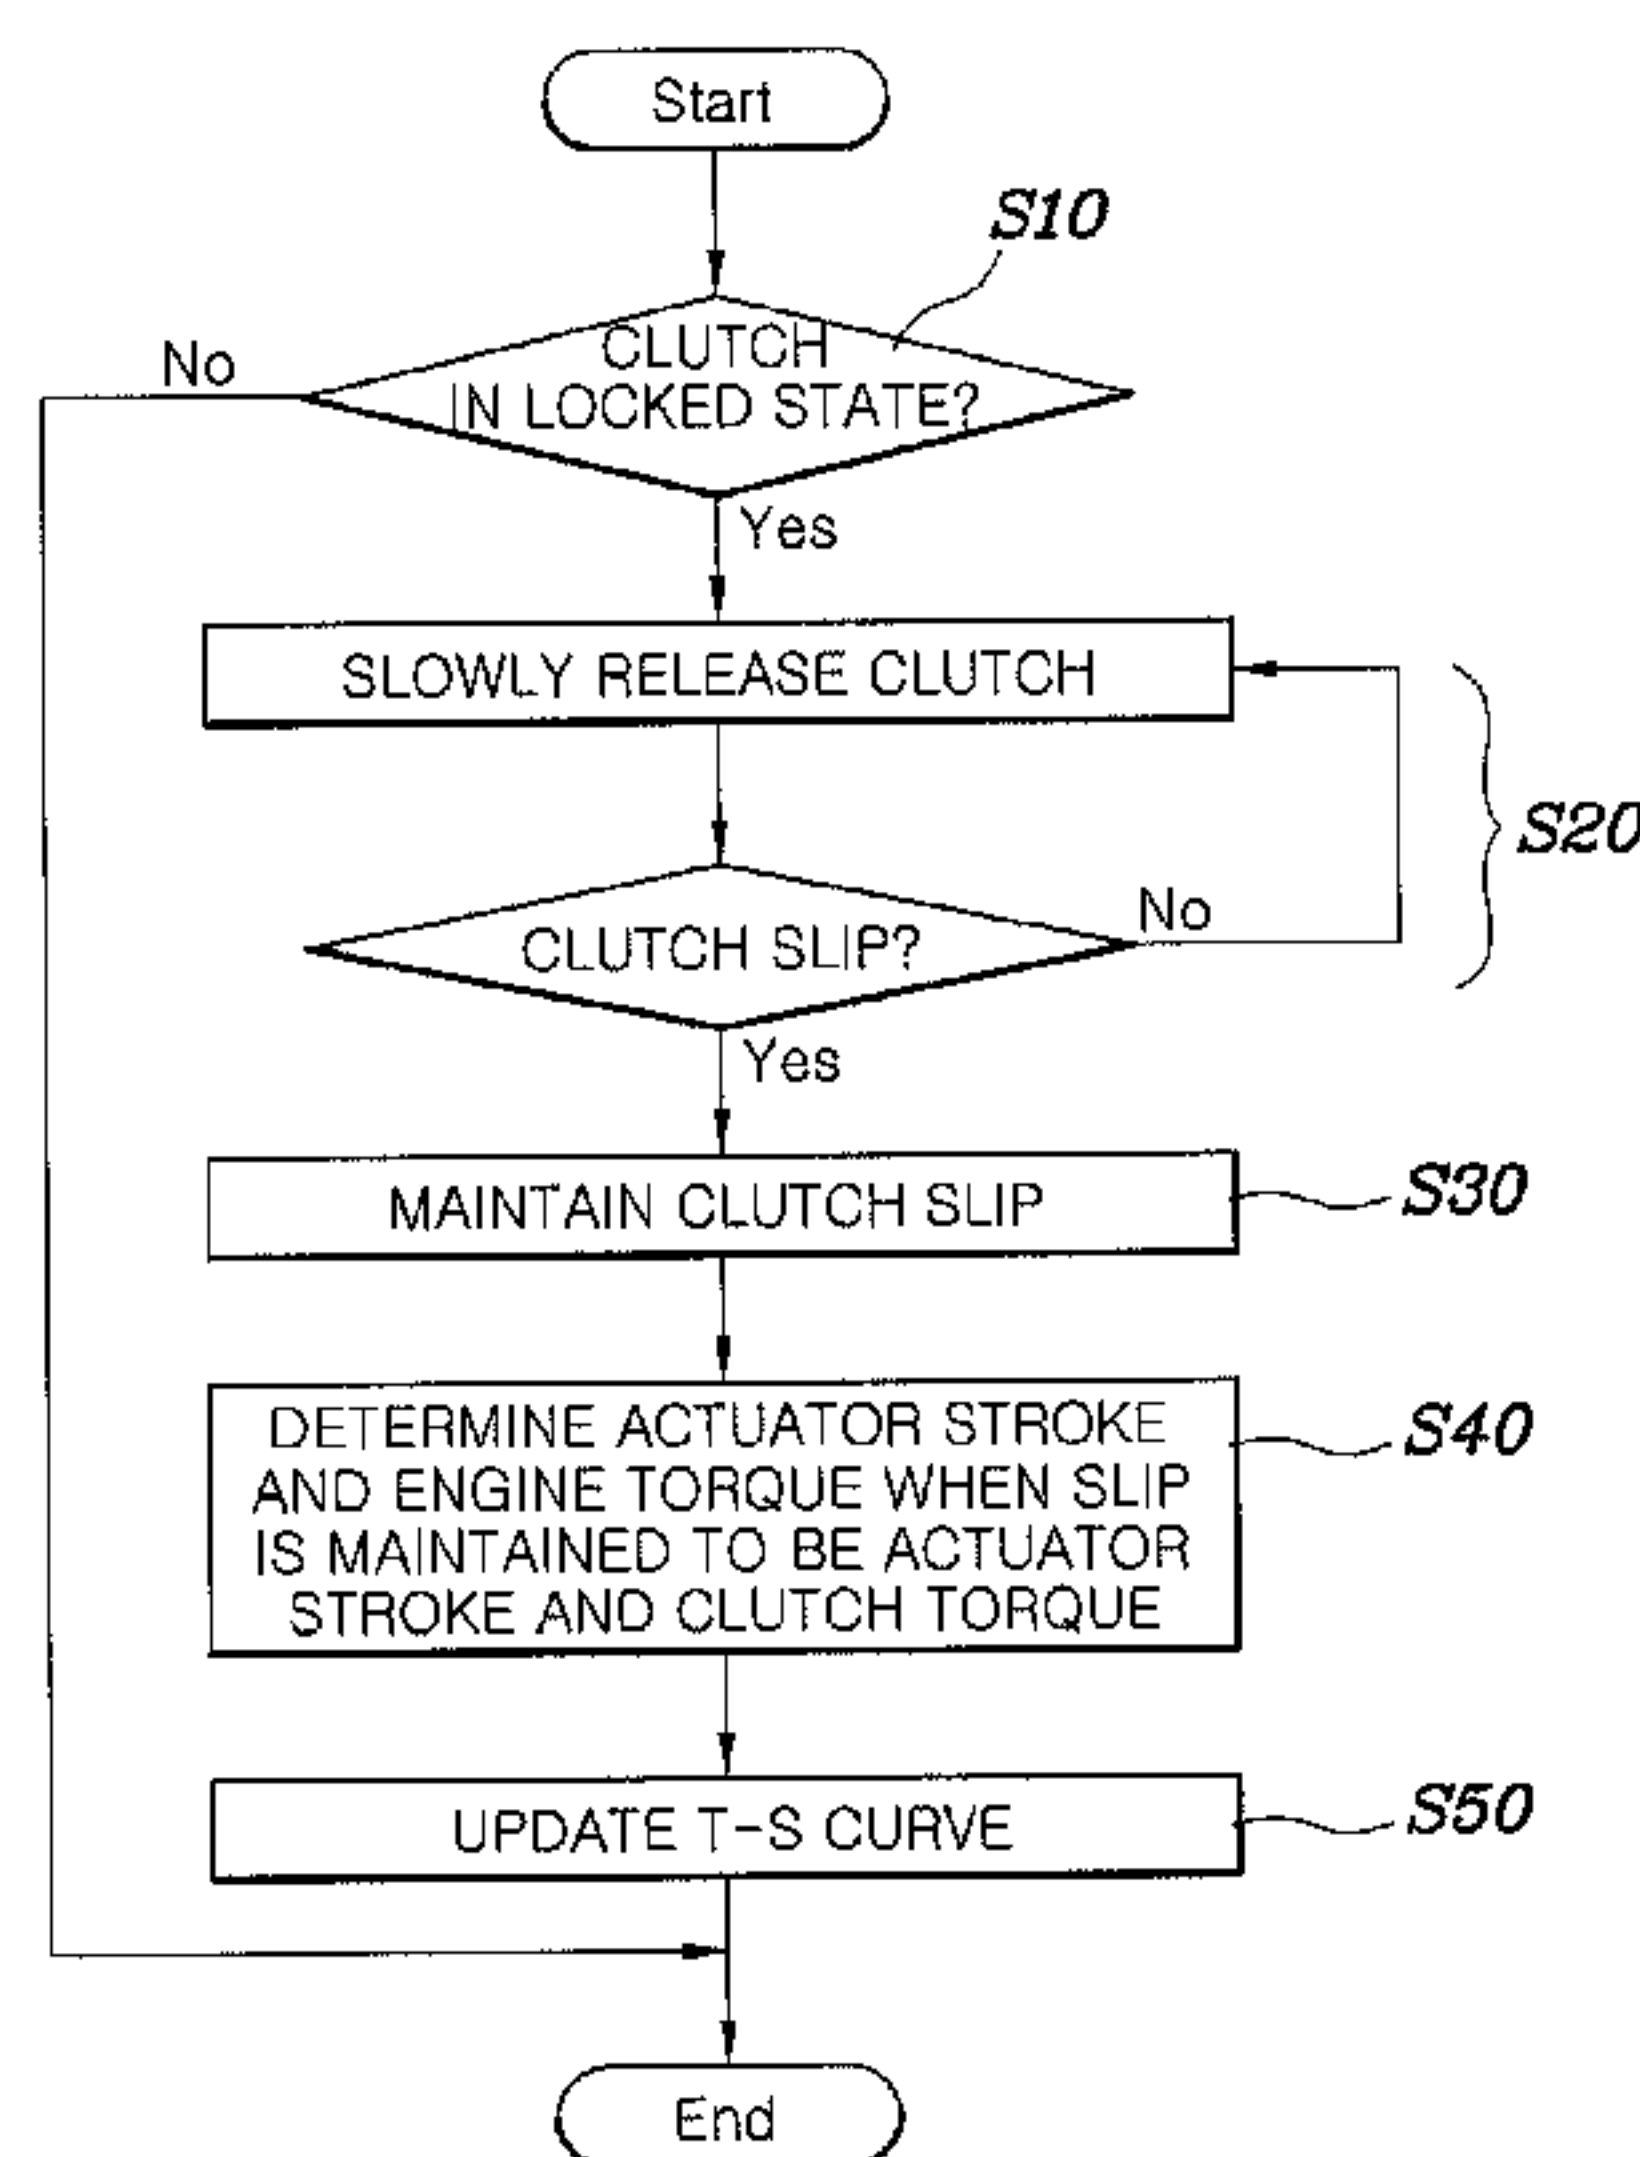 Start
S10
CLUTCH
IN LOCKED STATE?
No
Yes
SLOWLY RELEASE CLUTCH
S20
CLUTCH SLIP?
No
Yes
MAINTAIN CLUTCH SLIP
S30
DETERMINE ACTUATOR STROKE
AND ENGINE TORQUE WHEN SLIP
IS MAINTAINED TO BE ACTUATOR
STROKE AND CLUTCH TORQUE
S40
UPDATE T-S CURVE
S50
End